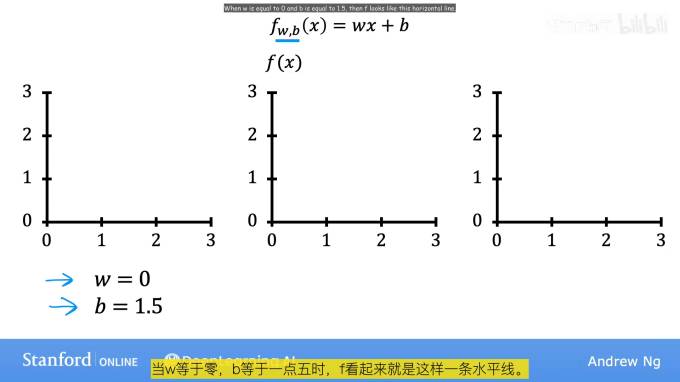 When w is equal to 0 and b is equal to 1.5, then f looks like this horizontal line.
f_{w,b}(x) = wx + b
f(x)
3
2
1
0
0 1 2 3
3
2
1
0
0 1 2 3
3
2
1
0
0 1 2 3
→ w = 0
→ b = 1.5
Stanford ONLINE
Andrew Ng
当w等于零，b等于一点五时，f看起来就是这样一条水平线。
bilibili